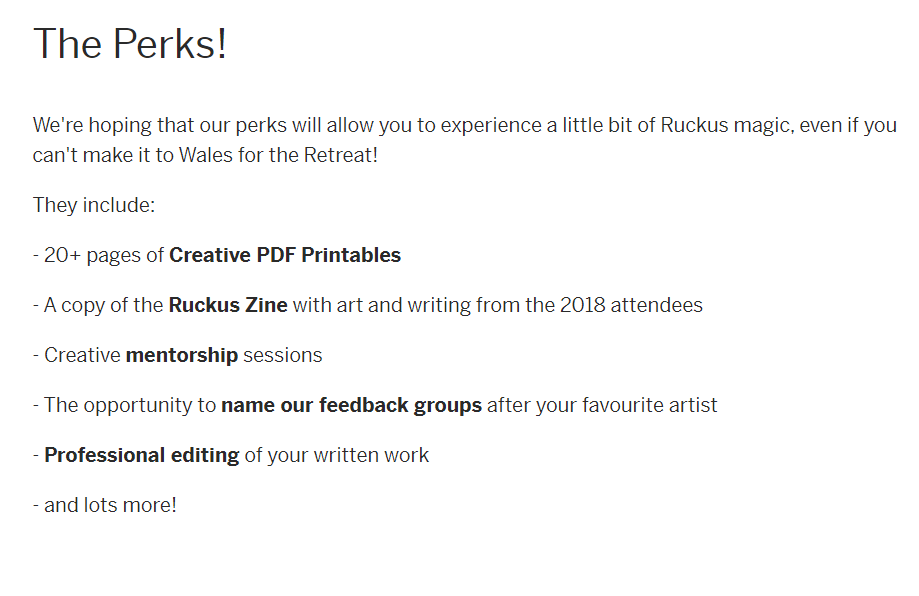 The Perks!
We're hoping that our perks will allow you to experience a little bit of Ruckus magic, even if you
can't make it to Wales for the Retreat!
They include:
- 20+ pages of Creative PDF Printables
- A copy of the Ruckus Zine with art and writing from the 2018 attendees
- Creative mentorship sessions
- The opportunity to name our feedback groups after your favourite artist
- Professional editing of your written work
- and lots more!